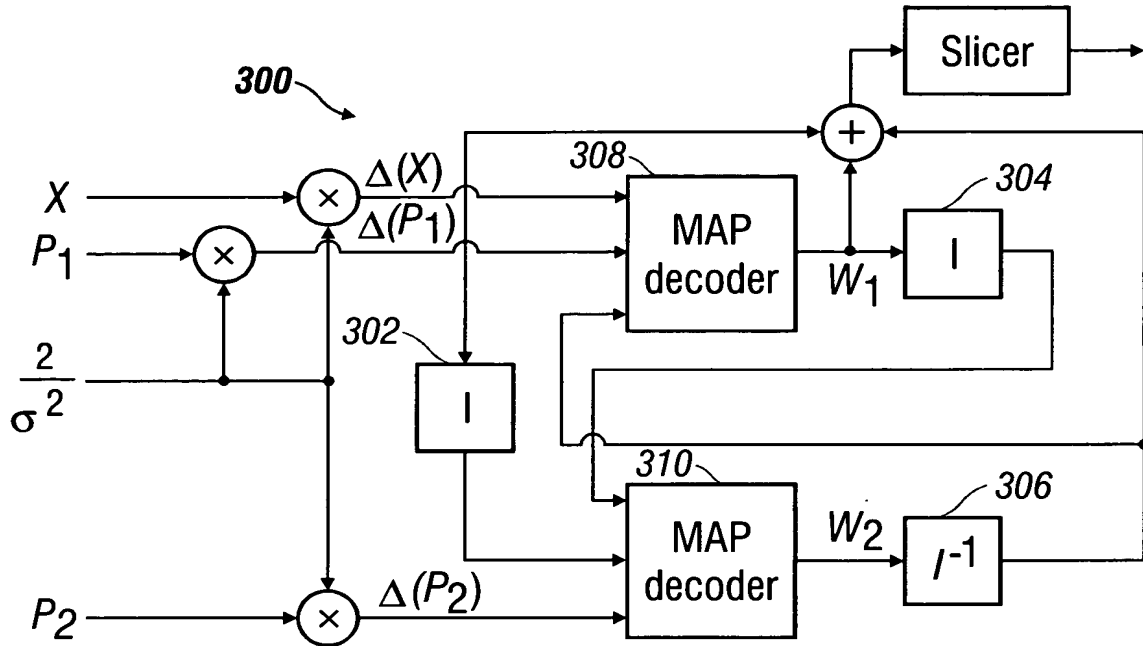 Slicer
300
308
304
X
×
Δ(X)
+
P1
×
Δ(P1)
MAP
decoder
W1
I
302
2
σ2
I
310
306
MAP
decoder
W2
I-1
P2
×
Δ(P2)